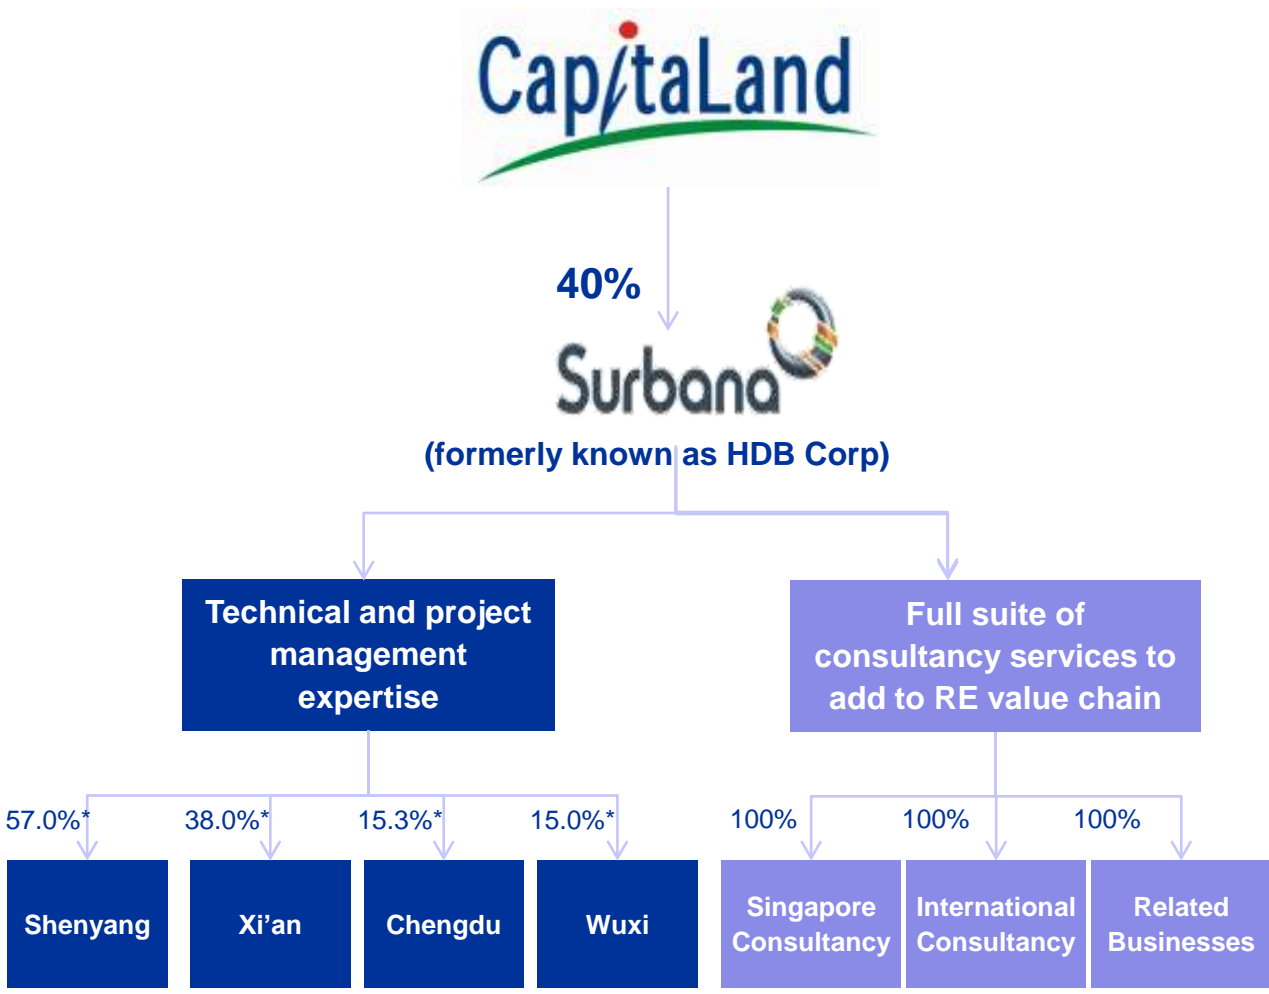 CapitaLand
40%
Surbana
(formerly known as HDB Corp)
Technical and project
management
expertise
Full suite of
consultancy services to
add to RE value chain
57.0%*
38.0%*
15.3%*
15.0%*
100%
100%
100%
Shenyang
Xi’an
Chengdu
Wuxi
Singapore
Consultancy
International
Consultancy
Related
Businesses